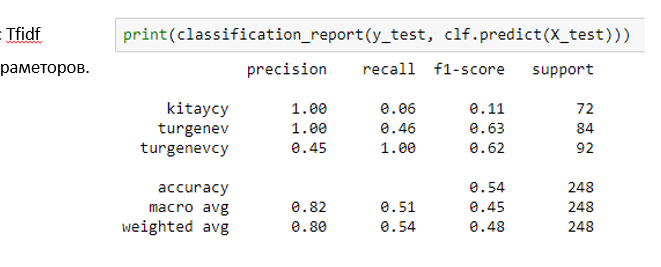 : Tfidf
раметоров.
print(classification_report(y_test, clf.predict(X_test)))
precision recall f1-score support
kitaycy 1.00 0.06 0.11 72
turgenev 1.00 0.46 0.63 84
turgenevcy 0.45 1.00 0.62 92
accuracy 0.54 248
macro avg 0.82 0.51 0.45 248
weighted avg 0.80 0.54 0.48 248